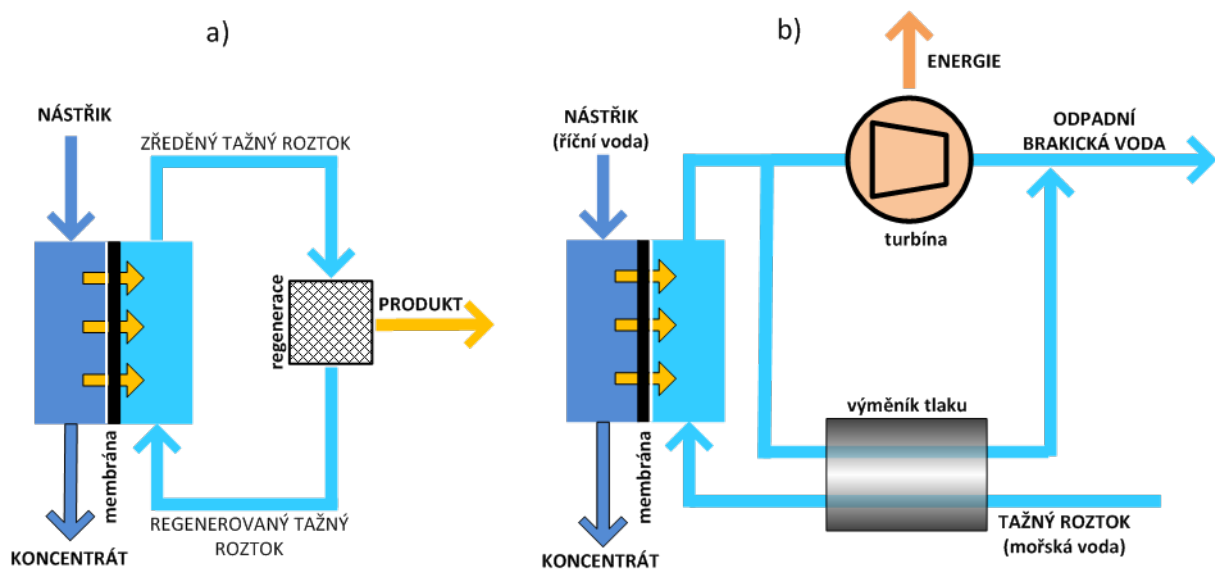 a)
NÁSTŘIK
ZŘEDĚNÝ TAŽNÝ ROZTOK
regenerace
PRODUKT
membrána
REGENEROVANÝ TAŽNÝ
ROZTOK
KONCENTRÁT
b)
ENERGIE
NÁSTŘIK
(říční voda)
ODPADNÍ
BRAKICKÁ VODA
turbína
výměník tlaku
membrána
TAŽNÝ ROZTOK
(mořská voda)
KONCENTRÁT